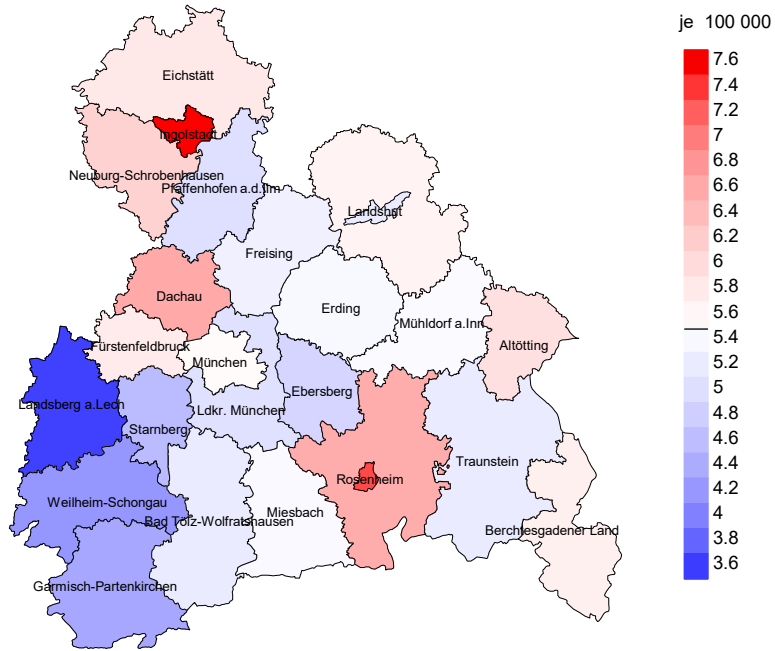 je 100 000
7.6
7.4
7.2
7
6.8
6.6
6.4
6.2
6
5.8
5.6
5.4
5.2
5
4.8
4.6
4.4
4.2
4
3.8
3.6
Eichstätt
Ingolstadt
Neuburg-Schrobenhausen
Pfaffenhofen a.d.Ilm
Landshut
Freising
Dachau
Erding
Mühldorf a.Inn
Fürstenfeldbruck
Altötting
München
Ebersberg
Landsberg a.Lech
Ldkr. München
Starnberg
Traunstein
Rosenheim
Weilheim-Schongau
Miesbach
Bad Tölz-Wolfratshausen
Berchtesgadener Land
Garmisch-Partenkirchen